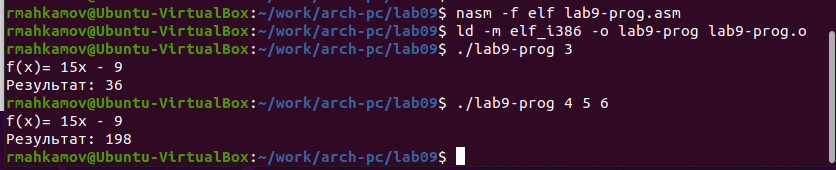 rmahkamov@Ubuntu-VirtualBox:~/work/arch-pc/lab09$ nasm -f elf lab9-prog.asm
rmahkamov@Ubuntu-VirtualBox:~/work/arch-pc/lab09$ ld -m elf_i386 -o lab9-prog lab9-prog.o
rmahkamov@Ubuntu-VirtualBox:~/work/arch-pc/lab09$ ./lab9-prog 3
f(x)= 15x - 9
Результат: 36
rmahkamov@Ubuntu-VirtualBox:~/work/arch-pc/lab09$ ./lab9-prog 4 5 6
f(x)= 15x - 9
Результат: 198
rmahkamov@Ubuntu-VirtualBox:~/work/arch-pc/lab09$